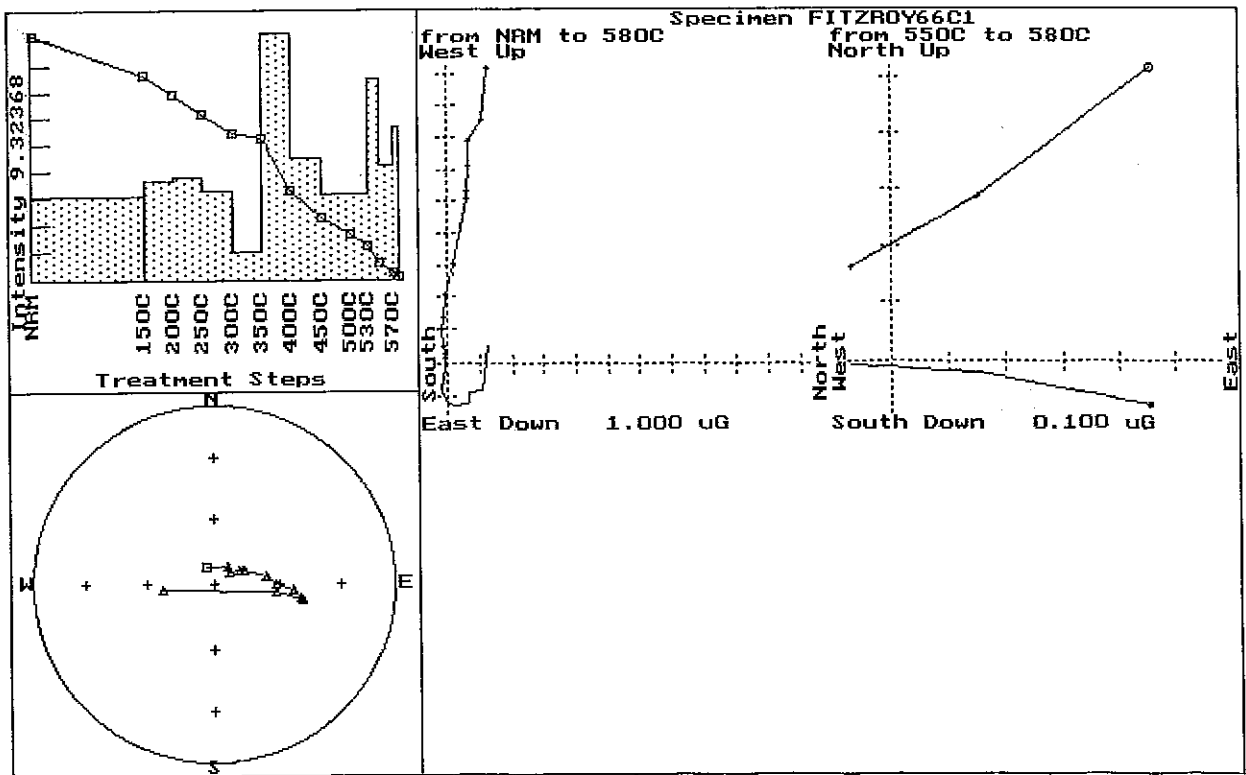 Specimen FITZROY66C1
from NRM to 580C
West Up
from 550C to 580C
North Up
Intensity 9.32368
NRM
150C
200C
250C
300C
350C
400C
450C
500C
530C
570C
Treatment Steps
South
North
East Down 1.000 uG
West
East
South Down 0.100 uG
N
W
E
S